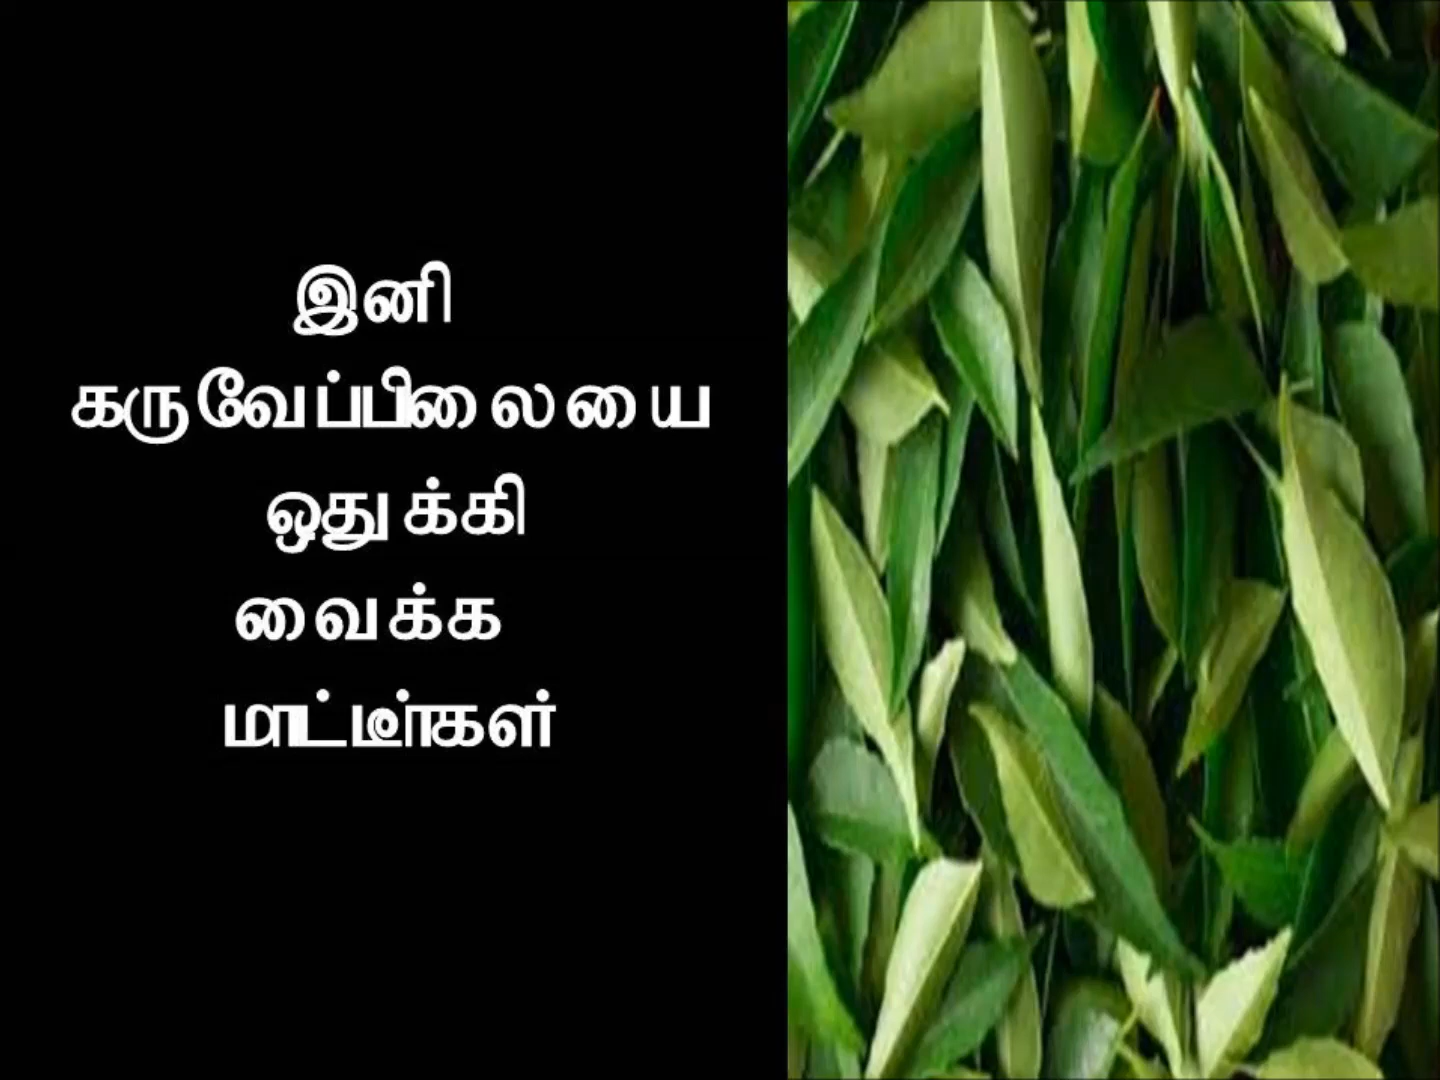 இனி
கருவேப்பிலையை
ஒதுக்கி
வைக்க
மாட்டீர்கள்